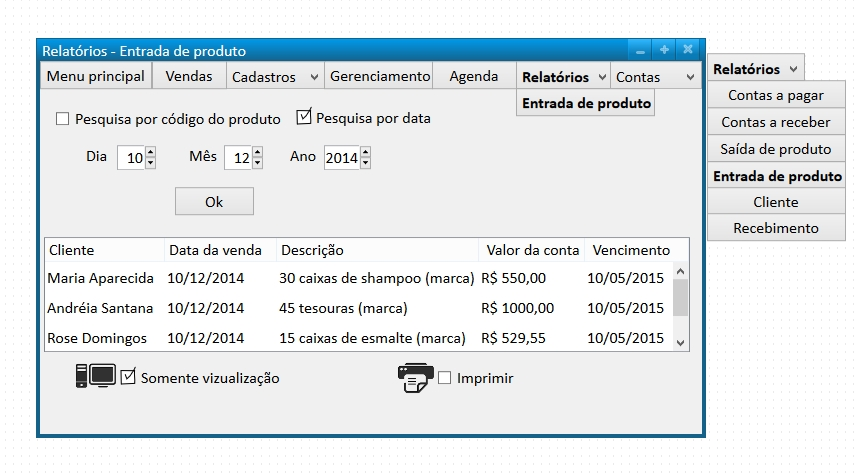 Relatórios - Entrada de produto
Menu principal Vendas Cadastros Gerenciamento Agenda Relatórios Contas
Entrada de produto
Pesquisa por código do produto Pesquisa por data
Dia 10 Mês 12 Ano 2014
Ok
Cliente Data da venda Descrição Valor da conta Vencimento
Maria Aparecida 10/12/2014 30 caixas de shampoo (marca) R$ 550,00 10/05/2015
Andréia Santana 10/12/2014 45 tesouras (marca) R$ 1000,00 10/05/2015
Rose Domingos 10/12/2014 15 caixas de esmalte (marca) R$ 529,55 10/05/2015
Somente vizualização Imprimir
Relatórios
Contas a pagar
Contas a receber
Saída de produto
Entrada de produto
Cliente
Recebimento